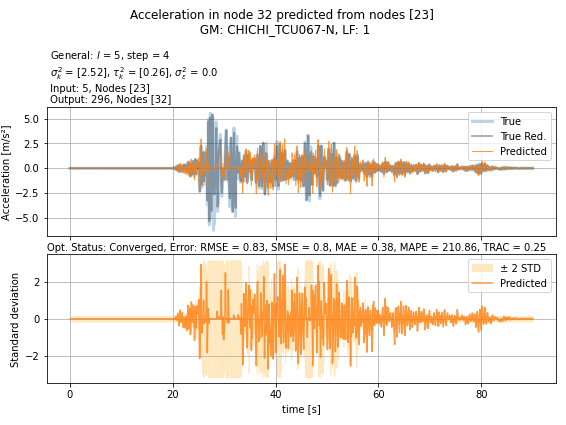 Acceleration in node 32 predicted from nodes [23]
GM: CHICHI_TCU067-N, LF: 1
General: l = 5, step = 4
σ²ₖ = [2.52], τ²ₖ = [0.26], σ²ε = 0.0
Input: 5, Nodes [23]
Output: 296, Nodes [32]
Acceleration [m/s²]
5.0
2.5
0.0
−2.5
−5.0
True
True Red.
Predicted
Opt. Status: Converged, Error: RMSE = 0.83, SMSE = 0.8, MAE = 0.38, MAPE = 210.86, TRAC = 0.25
Standard deviation
2
0
−2
± 2 STD
Predicted
0
20
40
60
80
time [s]